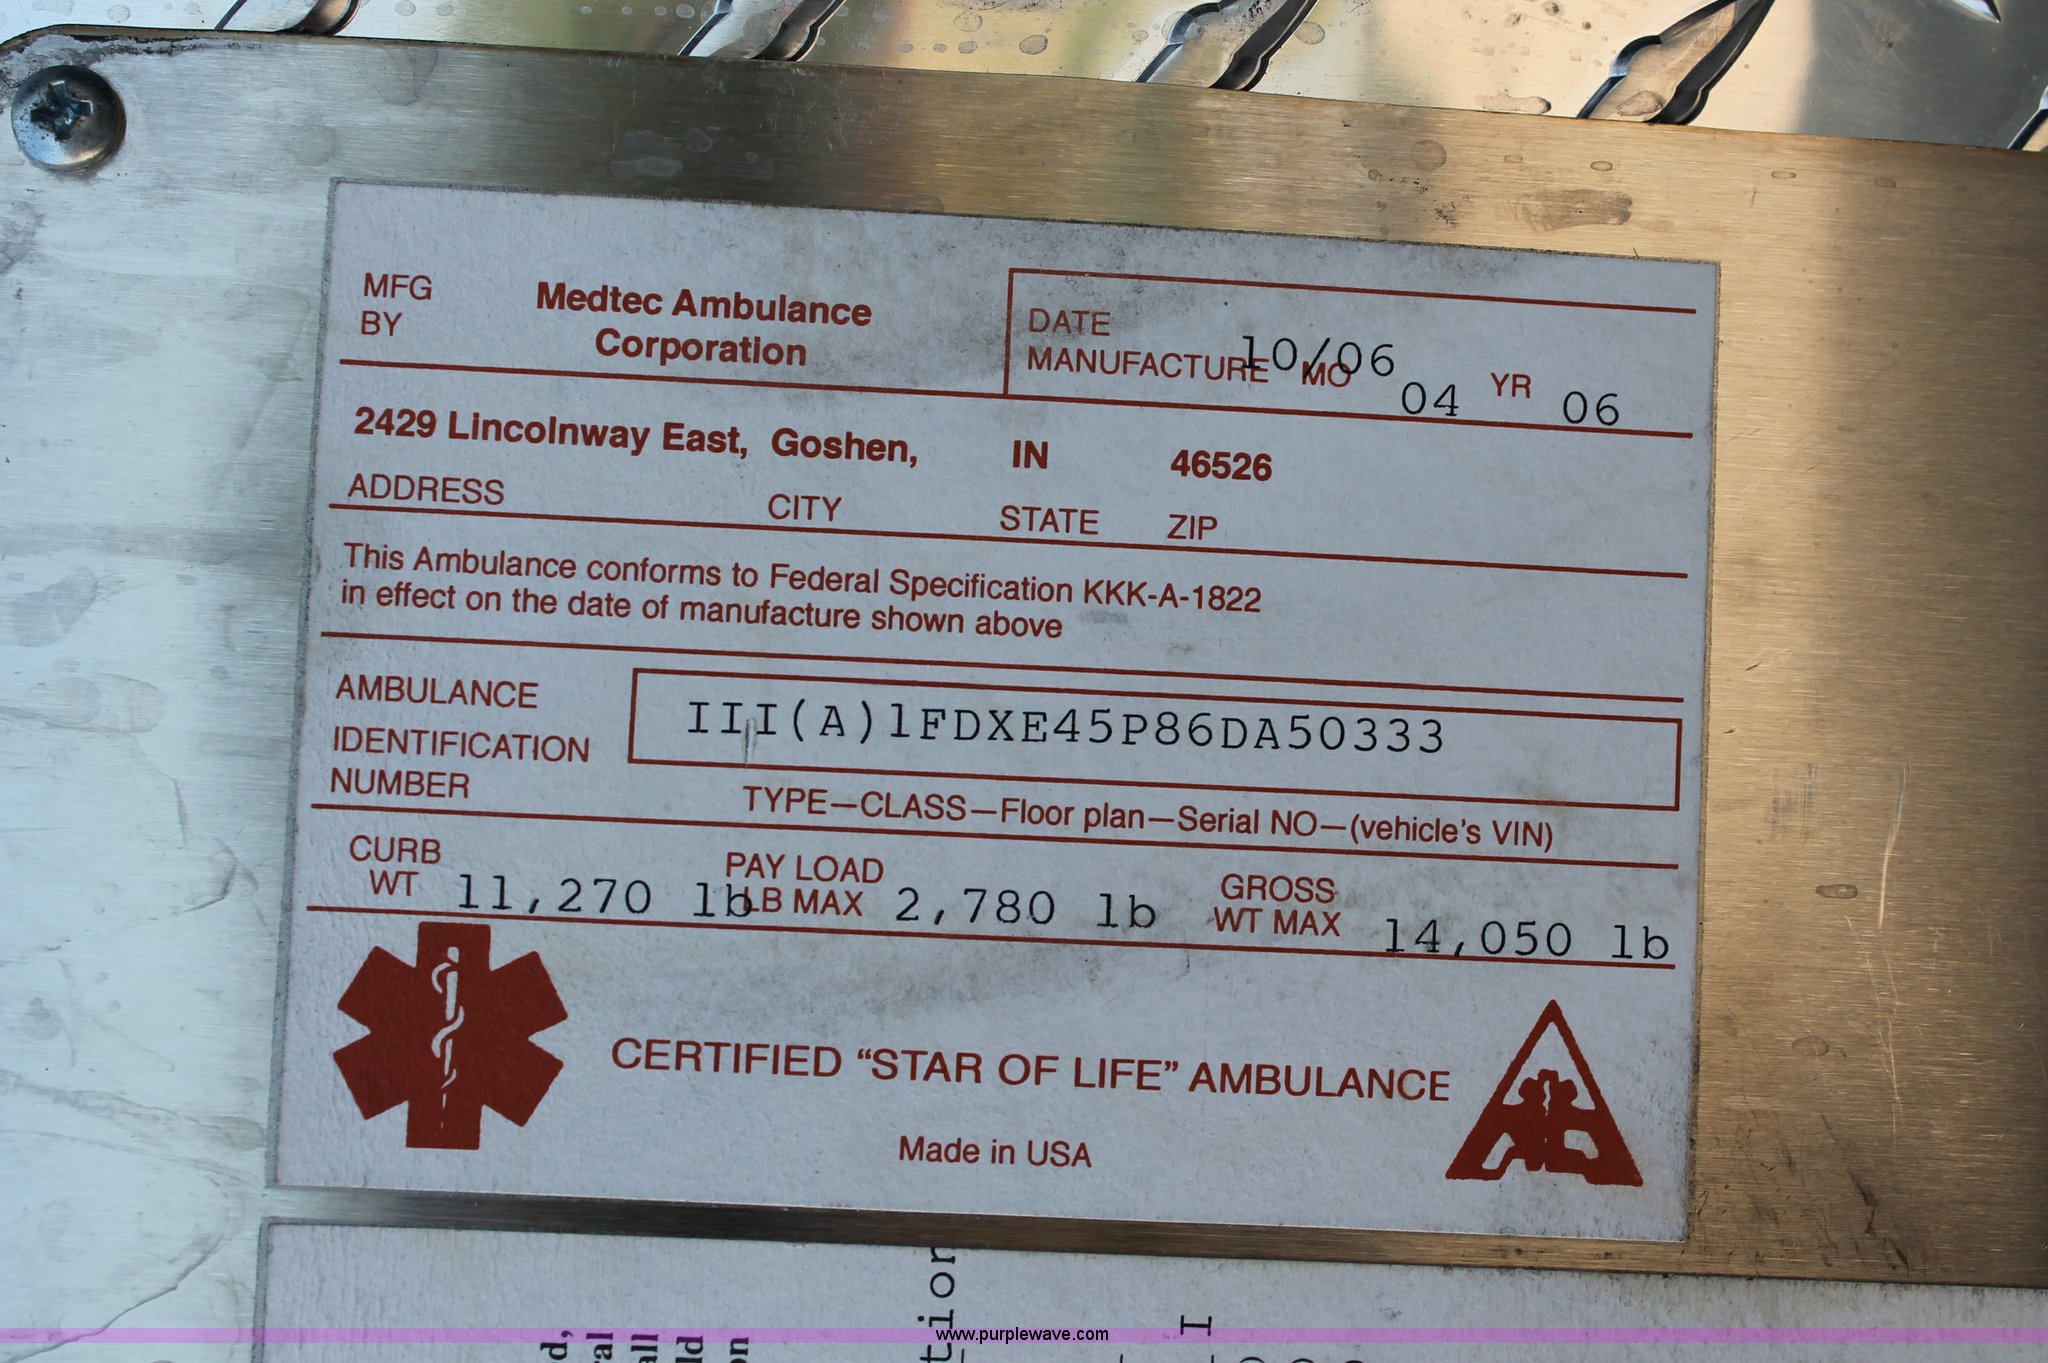 MFG
BY
Medtec Ambulance
Corporation
DATE
MANUFACTURE MO 10/06 04 YR 06
2429 Lincolnway East, Goshen, IN 46526
ADDRESS CITY STATE ZIP
This Ambulance conforms to Federal Specification KKK-A-1822
in effect on the date of manufacture shown above
AMBULANCE
IDENTIFICATION
NUMBER
III(A)1FDXE45P86DA50333
TYPE—CLASS—Floor plan—Serial NO—(vehicle's VIN)
CURB
WT 11,270 lb
PAY LOAD
LB MAX 2,780 lb
GROSS
WT MAX 14,050 lb
CERTIFIED “STAR OF LIFE” AMBULANCE
Made in USA
www.purplewave.com